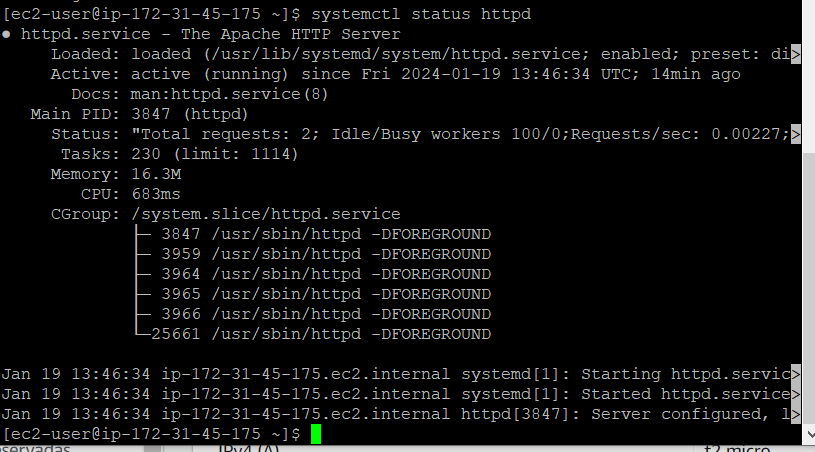 [ec2-user@ip-172-31-45-175 ~]$ systemctl status httpd
● httpd.service - The Apache HTTP Server
     Loaded: loaded (/usr/lib/systemd/system/httpd.service; enabled; preset: di>
     Active: active (running) since Fri 2024-01-19 13:46:34 UTC; 14min ago
       Docs: man:httpd.service(8)
   Main PID: 3847 (httpd)
     Status: "Total requests: 2; Idle/Busy workers 100/0;Requests/sec: 0.00227;>
      Tasks: 230 (limit: 1114)
     Memory: 16.3M
        CPU: 683ms
     CGroup: /system.slice/httpd.service
             ├─ 3847 /usr/sbin/httpd -DFOREGROUND
             ├─ 3959 /usr/sbin/httpd -DFOREGROUND
             ├─ 3964 /usr/sbin/httpd -DFOREGROUND
             ├─ 3965 /usr/sbin/httpd -DFOREGROUND
             ├─ 3966 /usr/sbin/httpd -DFOREGROUND
             └─25661 /usr/sbin/httpd -DFOREGROUND

Jan 19 13:46:34 ip-172-31-45-175.ec2.internal systemd[1]: Starting httpd.servic>
Jan 19 13:46:34 ip-172-31-45-175.ec2.internal systemd[1]: Started httpd.service>
Jan 19 13:46:34 ip-172-31-45-175.ec2.internal httpd[3847]: Server configured, l>
[ec2-user@ip-172-31-45-175 ~]$
servadas IPv4 (A) t2.micro